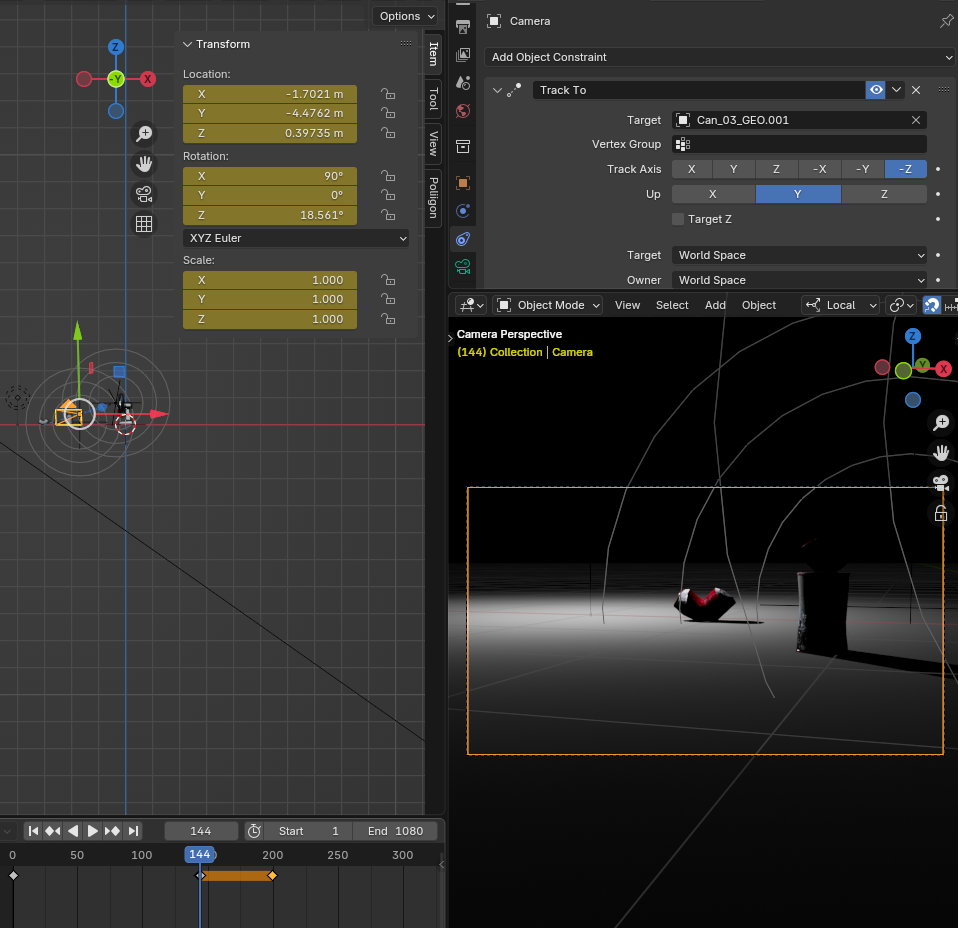 Options
Z
-Y
X
Transform
Location:
X -1.7021 m
Y -4.4762 m
Z 0.39735 m
Rotation:
X 90°
Y 0°
Z 18.561°
XYZ Euler
Scale:
X 1.000
Y 1.000
Z 1.000
Item
Tool
View
Poliigon
Camera
Add Object Constraint
Track To
Target Can_03_GEO.001
Vertex Group
Track Axis X Y Z -X -Y -Z
Up X Y Z
Target Z
Target World Space
Owner World Space
Object Mode View Select Add Object Local
Camera Perspective
(144) Collection | Camera
Z
Y
X
144 Start 1 End 1080
0 50 100 144 200 250 300